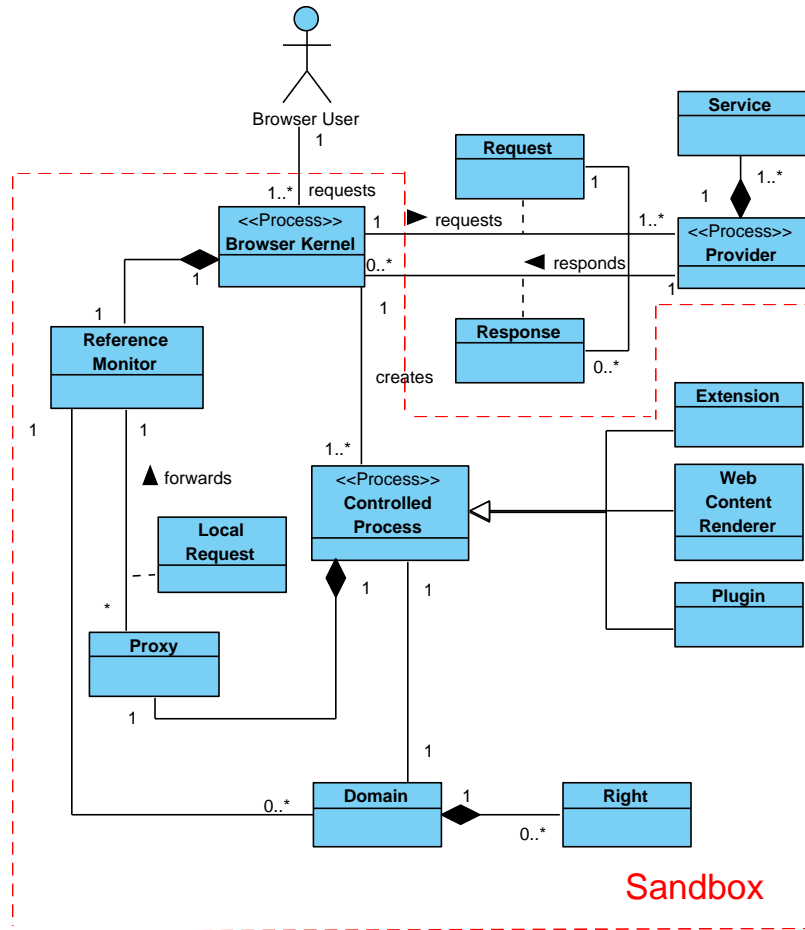 Browser User
1
1..*
requests
Request
1
Service
1..*
1
<<Process>>
Browser Kernel
1
requests
1..*
<<Process>>
Provider
0..*
responds
1
1
1
1
Reference
Monitor
Response
0..*
creates
1
1
1..*
Extension
forwards
<<Process>>
Controlled
Process
Web
Content
Renderer
Local
Request
*
1
1
Plugin
Proxy
1
1
Domain
0..*
1
0..*
Right
Sandbox